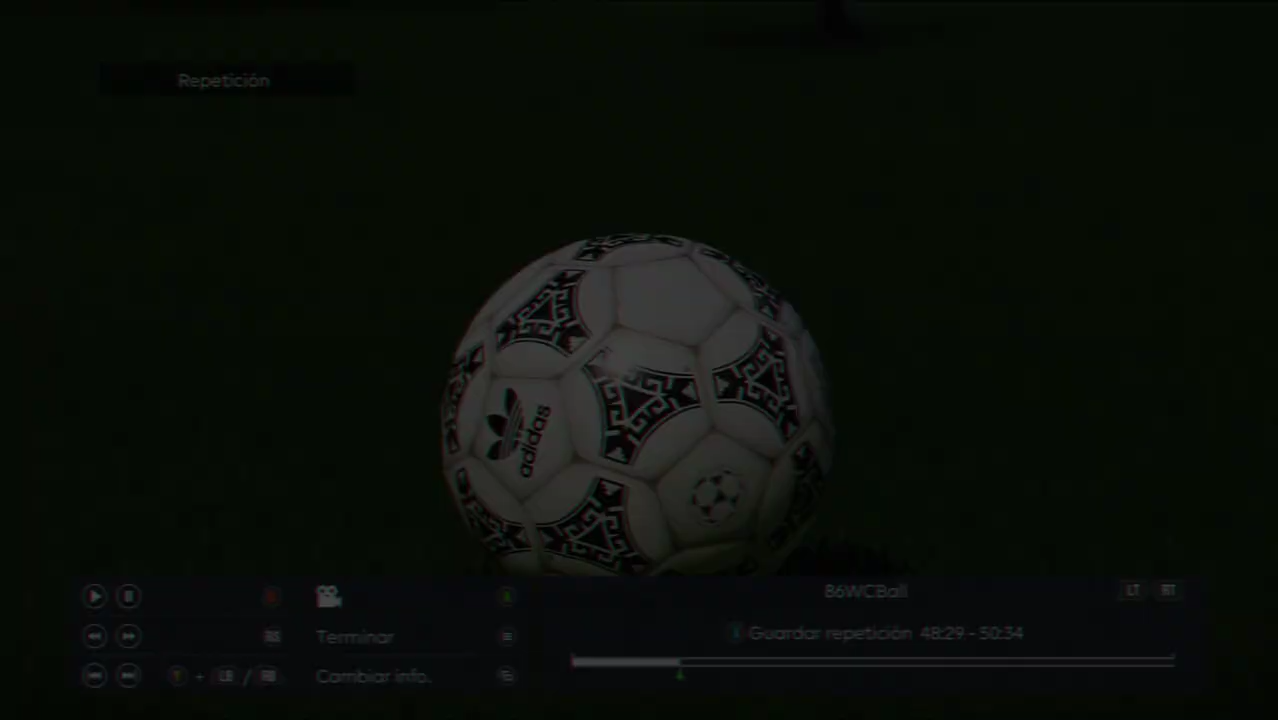 Repetición
adidas
86WCBall
LT RT
Guardar repetición 48:29 - 50:34
RS Terminar
+ LB / RB Cambiar info.